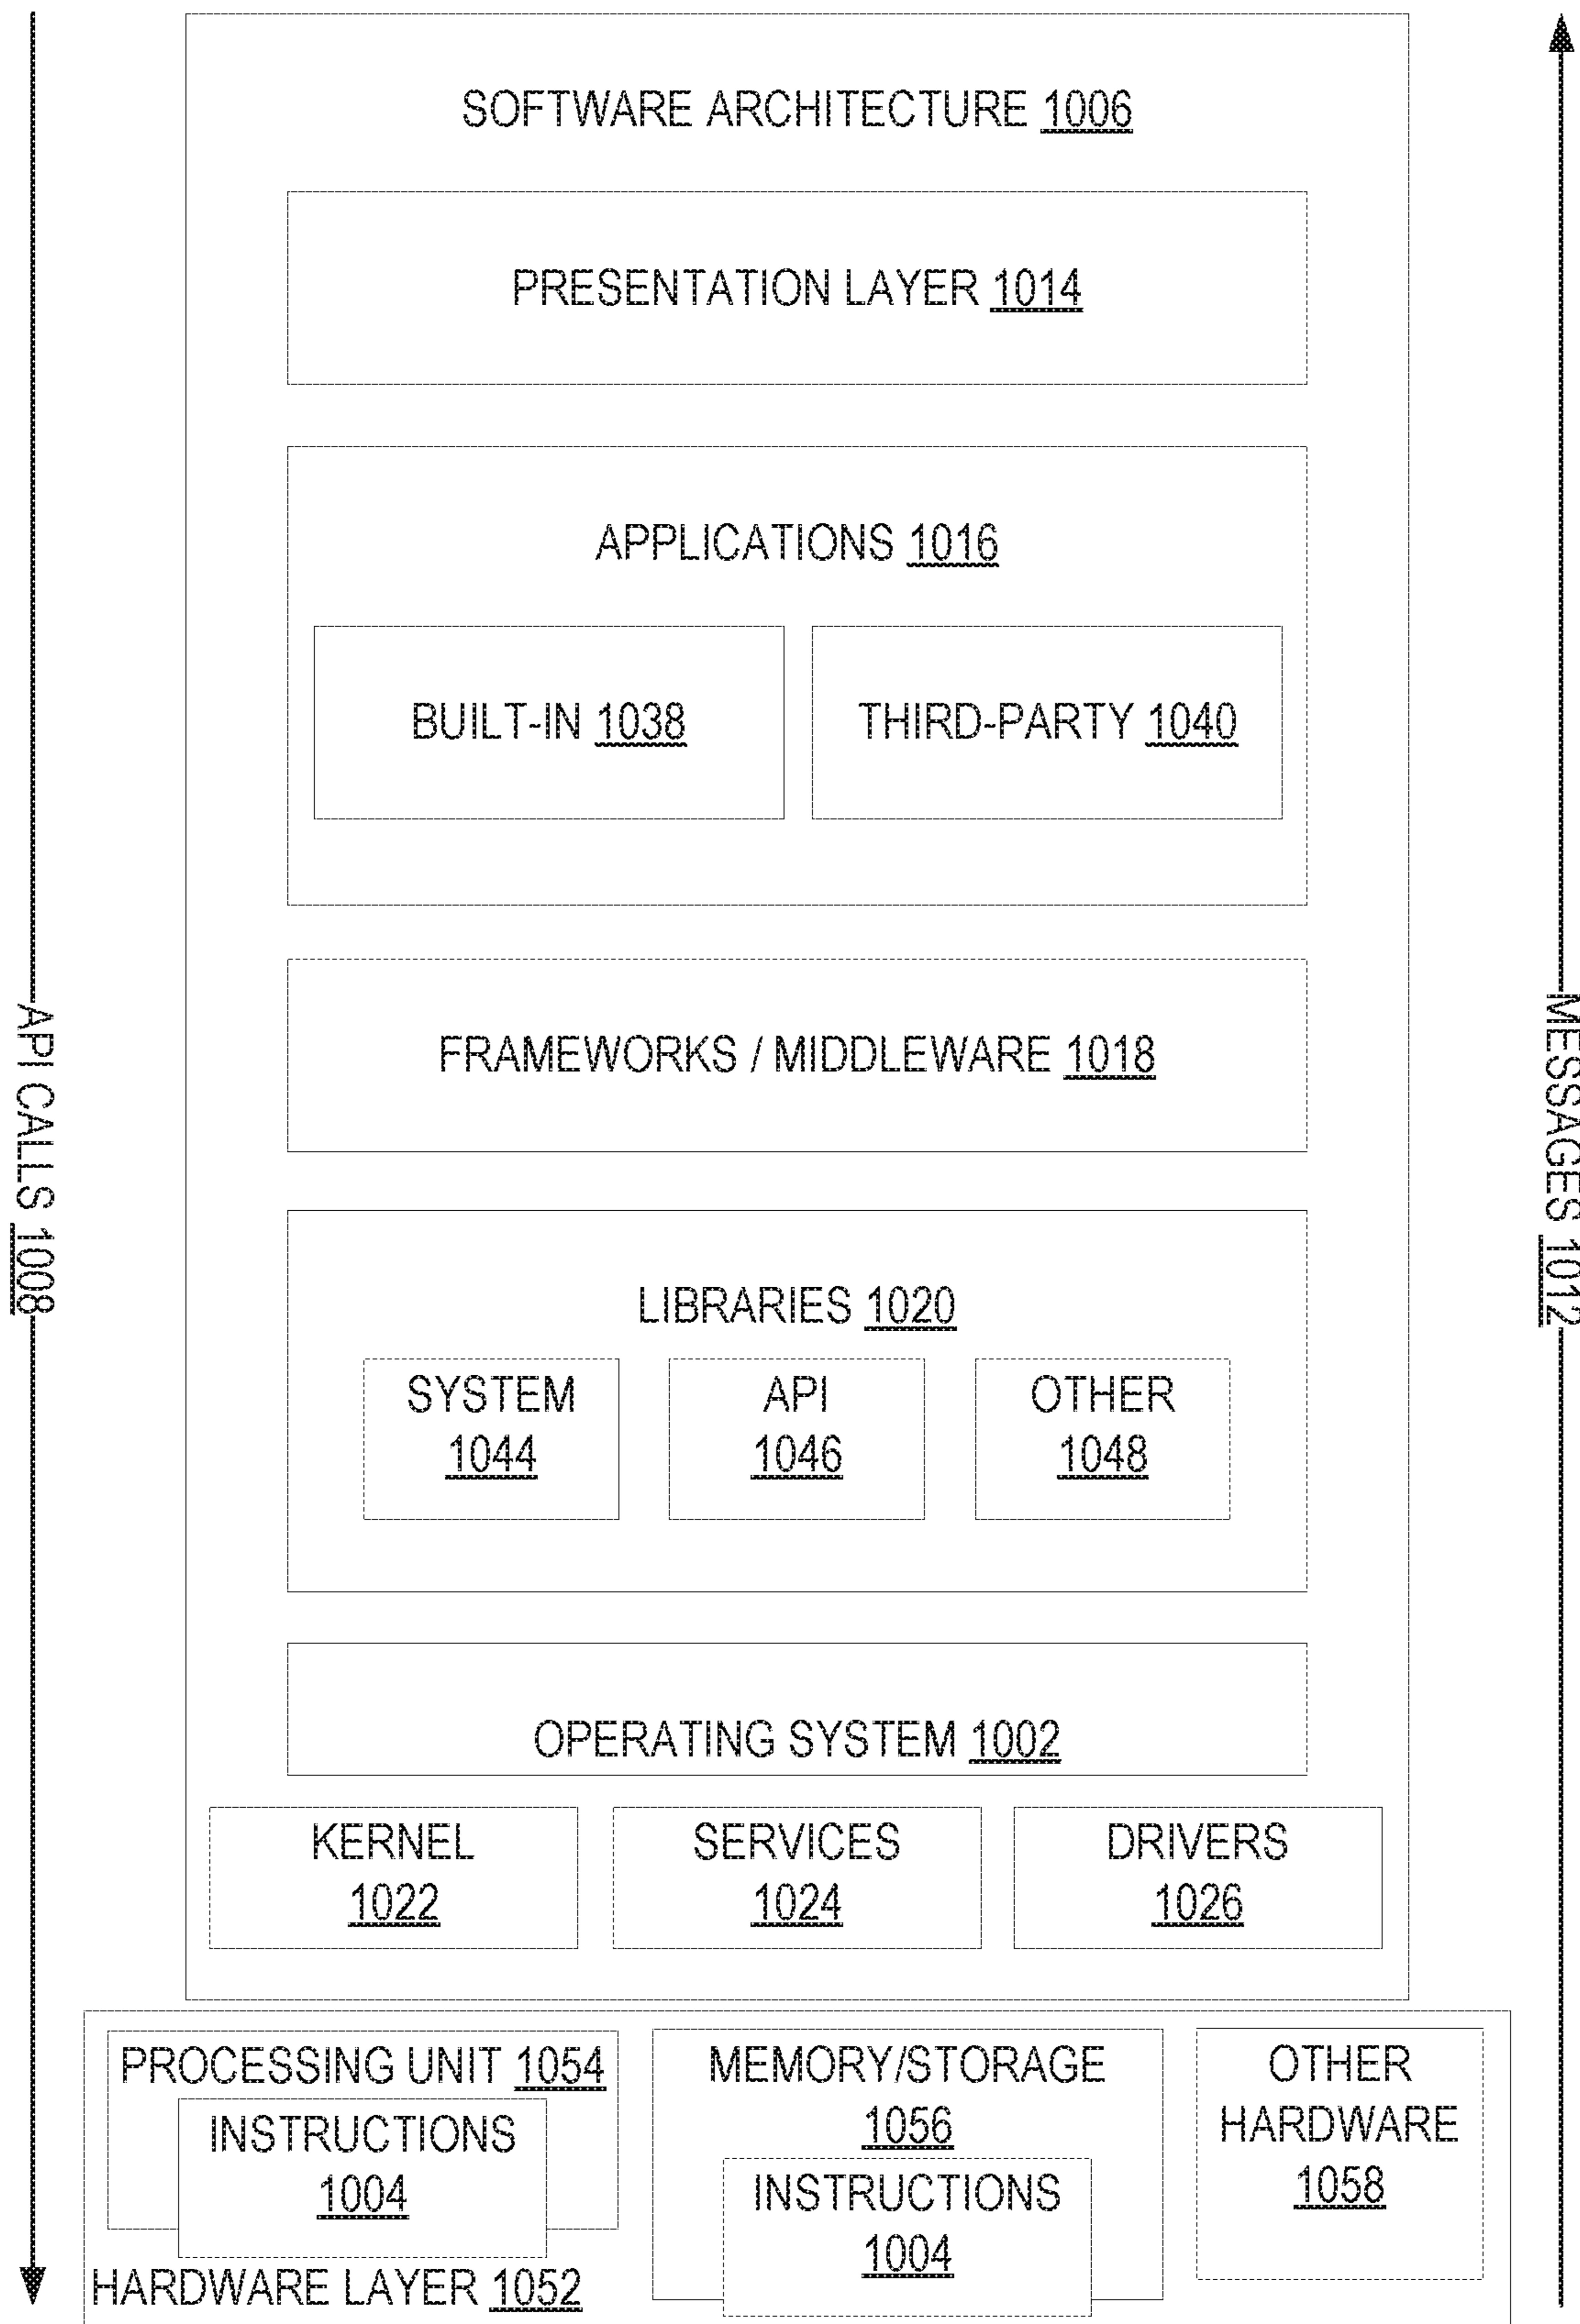 SOFTWARE ARCHITECTURE 1006
PRESENTATION LAYER 1014
APPLICATIONS 1016
BUILT-IN 1038
THIRD-PARTY 1040
FRAMEWORKS / MIDDLEWARE 1018
API CALLS 1008
MESSAGES 1012
LIBRARIES 1020
SYSTEM
1044
API
1046
OTHER
1048
OPERATING SYSTEM 1002
KERNEL
1022
SERVICES
1024
DRIVERS
1026
PROCESSING UNIT 1054
INSTRUCTIONS
1004
MEMORY/STORAGE
1056
INSTRUCTIONS
1004
OTHER
HARDWARE
1058
HARDWARE LAYER 1052